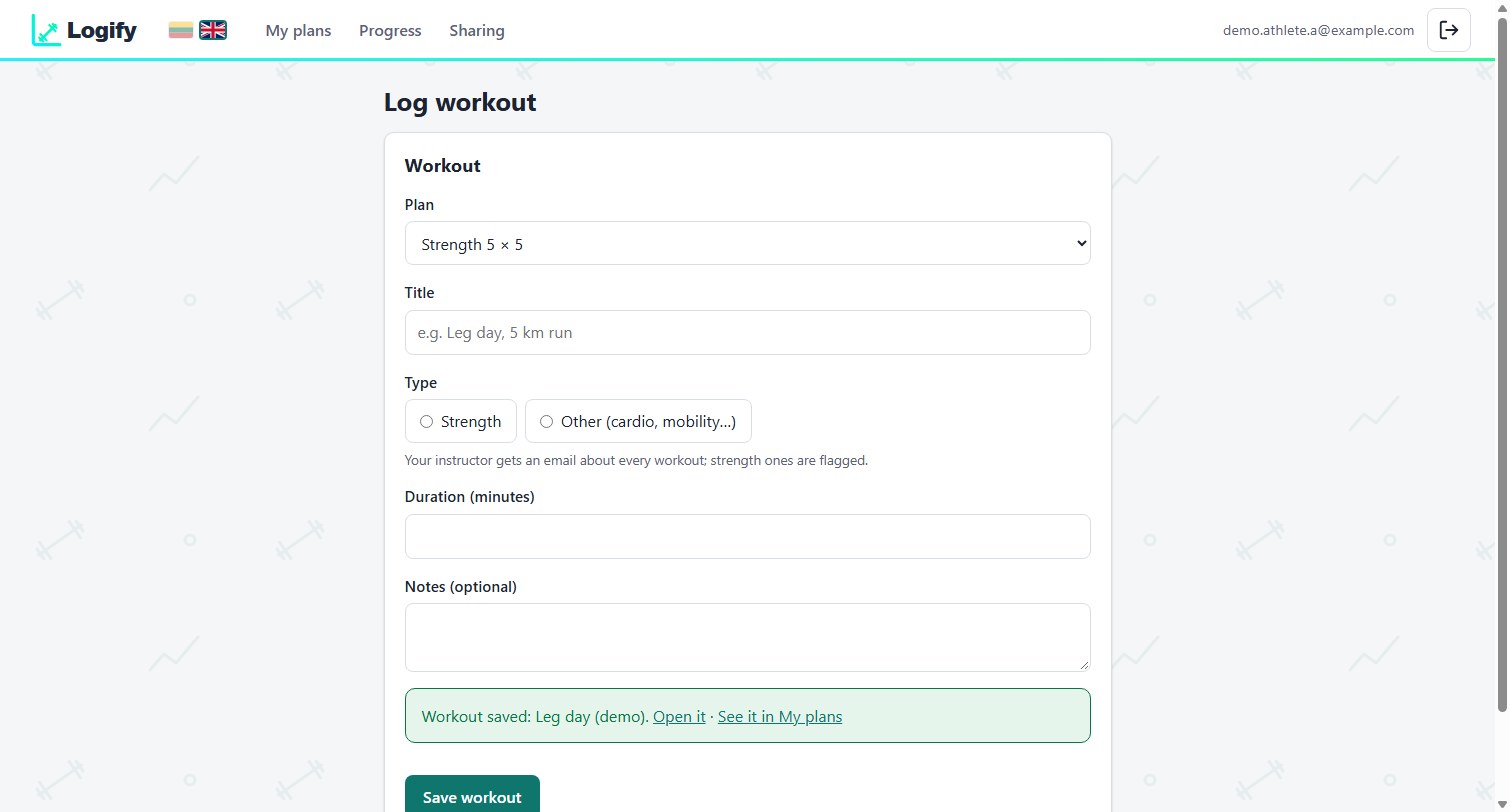 Logify
My plans
Progress
Sharing
demo.athlete.a@example.com
Log workout
Workout
Plan
Strength 5 × 5
Title
e.g. Leg day, 5 km run
Type
Strength
Other (cardio, mobility...)
Your instructor gets an email about every workout; strength ones are flagged.
Duration (minutes)
Notes (optional)
Workout saved: Leg day (demo). Open it · See it in My plans
Save workout